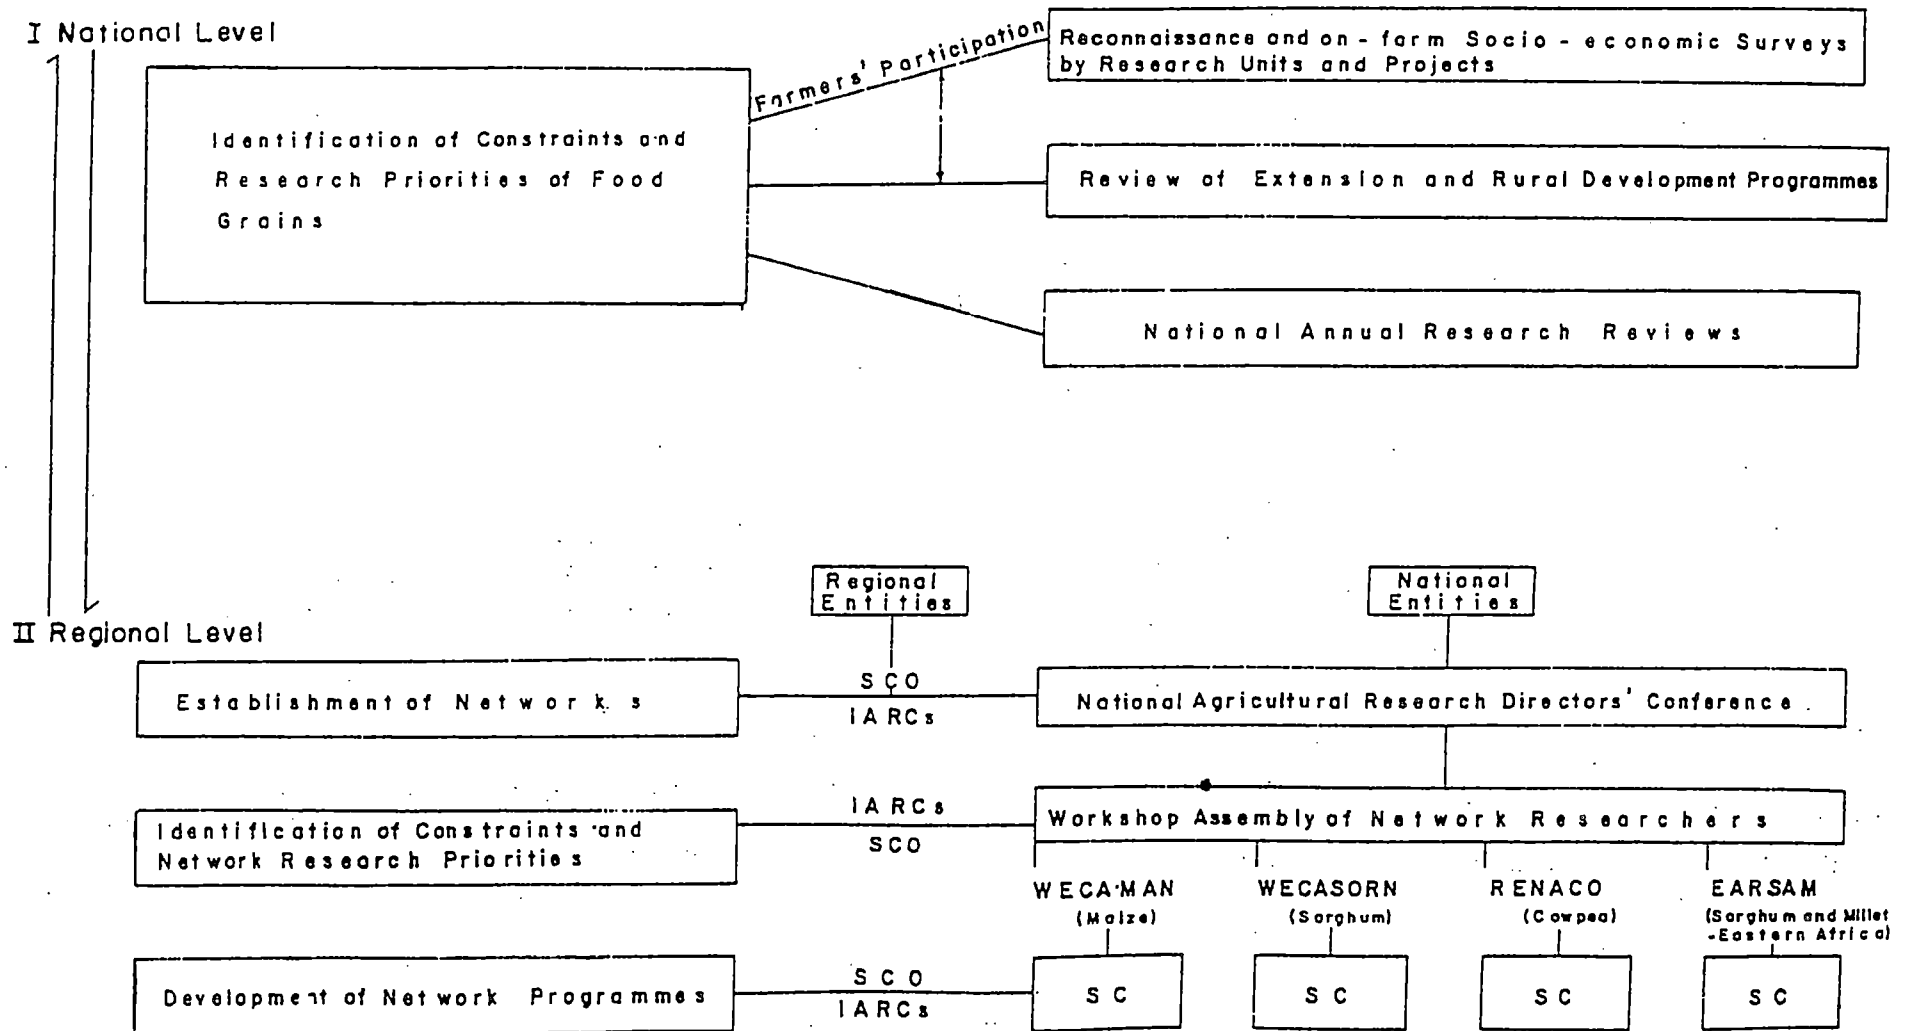 I National Level
Farmers' Participation
Reconnaissance and on-farm Socio-economic Surveys
by Research Units and Projects
Identification of Constraints and
Research Priorities of Food
Grains
Review of Extension and Rural Development Programmes
National Annual Research Reviews
Regional
Entities
National
Entities
II Regional Level
Establishment of Networks
SCO
IARCs
National Agricultural Research Directors' Conference
Identification of Constraints and
Network Research Priorities
IARCs
SCO
Workshop Assembly of Network Researchers
WECAMAN
(Maize)
WECASORN
(Sorghum)
RENACO
(Cowpea)
EARSAM
(Sorghum and Millet
-Eastern Africa)
Development of Network Programmes
SCO
IARCs
SC
SC
SC
SC